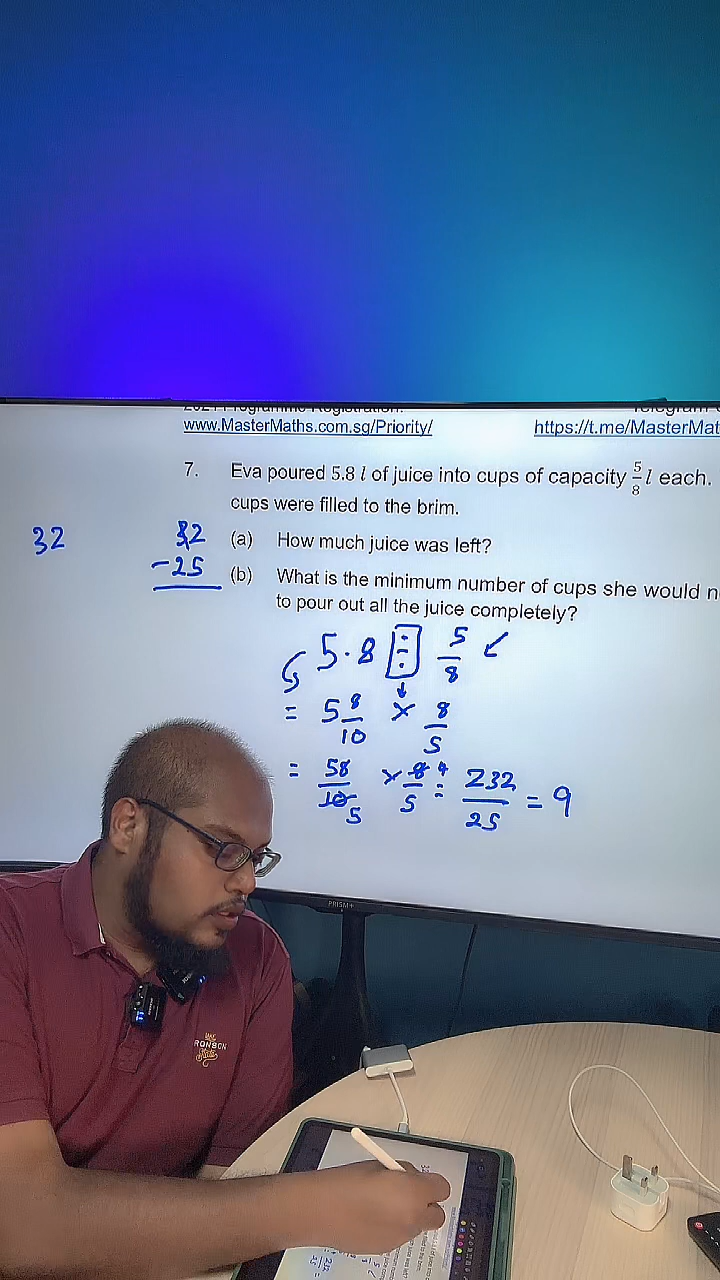 www.MasterMaths.com.sg/Priority/
https://t.me/MasterMat
7. Eva poured 5.8 l of juice into cups of capacity 5/8 l each.
cups were filled to the brim.
(a) How much juice was left?
(b) What is the minimum number of cups she would n
to pour out all the juice completely?
32
32
-25
5.8 ÷ 5/8
= 5 8/10 × 8/5
= 58/10 5 × 8/5 4 = 232/25 = 9
PRISM+
RONSON